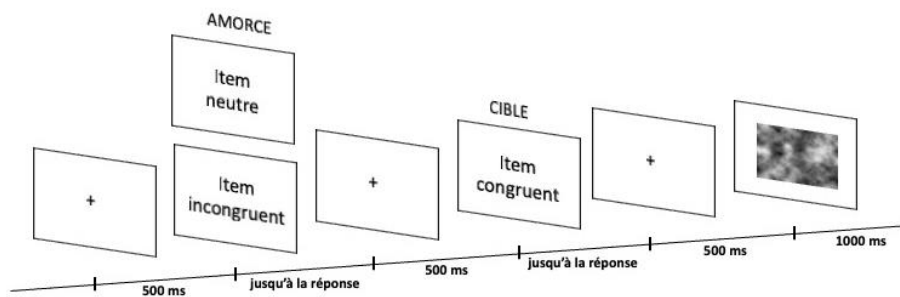 AMORCE
Item
neutre
+
Item
incongruent
+
CIBLE
Item
congruent
+
500 ms
jusqu'à la réponse
500 ms
jusqu'à la réponse
500 ms
1000 ms